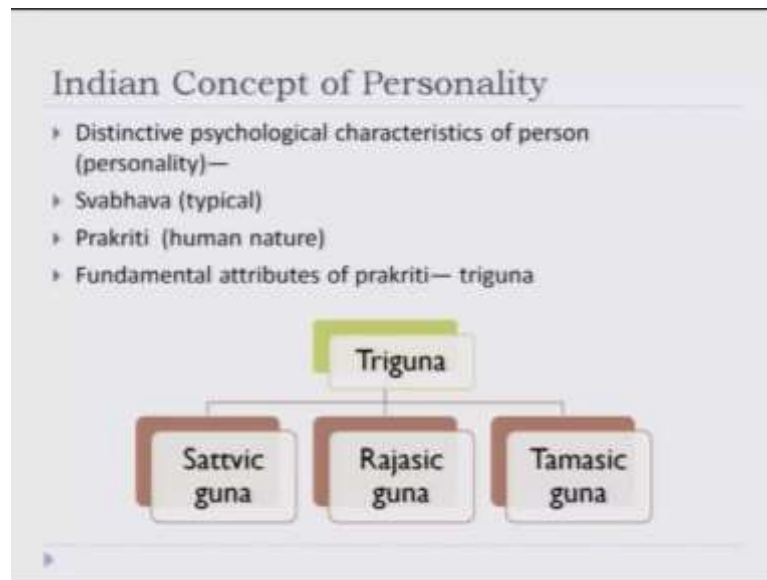 Indian Concept of Personality
Distinctive psychological characteristics of person
(personality)—
Svabhava (typical)
Prakriti (human nature)
Fundamental attributes of prakriti— triguna
Triguna
Sattvic
guna
Rajasic
guna
Tamasic
guna